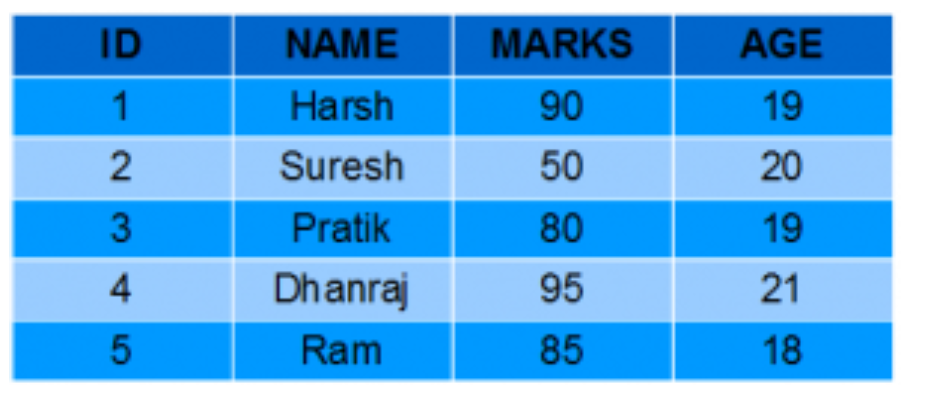 ID NAME MARKS AGE
1 Harsh 90 19
2 Suresh 50 20
3 Pratik 80 19
4 Dhanraj 95 21
5 Ram 85 18